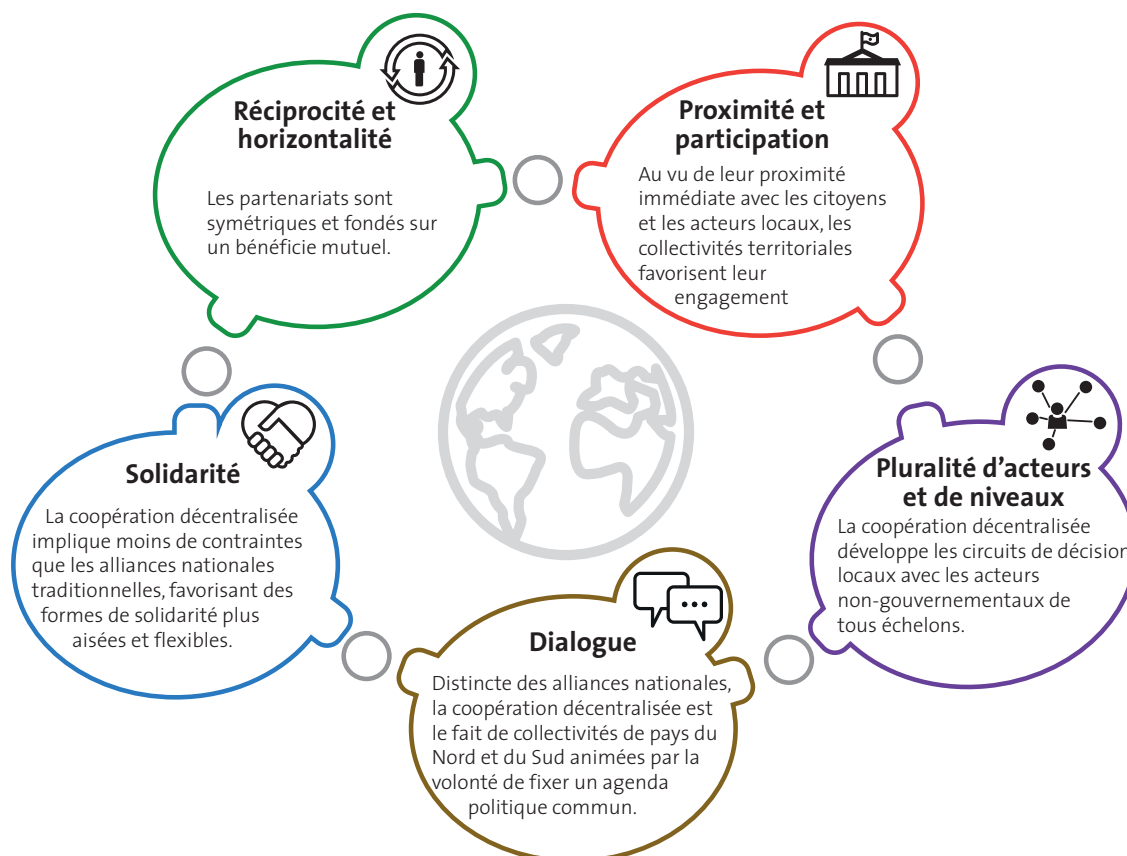 Réciprocité et
horizontalité
Les partenariats sont
symétriques et fondés sur
un bénéficie mutuel.
Proximité et
participation
Au vu de leur proximité
immédiate avec les citoyens
et les acteurs locaux, les
collectivités territoriales
favorisent leur
engagement
Solidarité
La coopération décentralisée
implique moins de contraintes
que les alliances nationales
traditionnelles, favorisant des
formes de solidarité plus
aisées et flexibles.
Pluralité d'acteurs
et de niveaux
La coopération décentralisée
développe les circuits de décision
locaux avec les acteurs
non-gouvernementaux de
tous échelons.
Dialogue
Distincte des alliances nationales,
la coopération décentralisée est
le fait de collectivités de pays du
Nord et du Sud animées par la
volonté de fixer un agenda
politique commun.